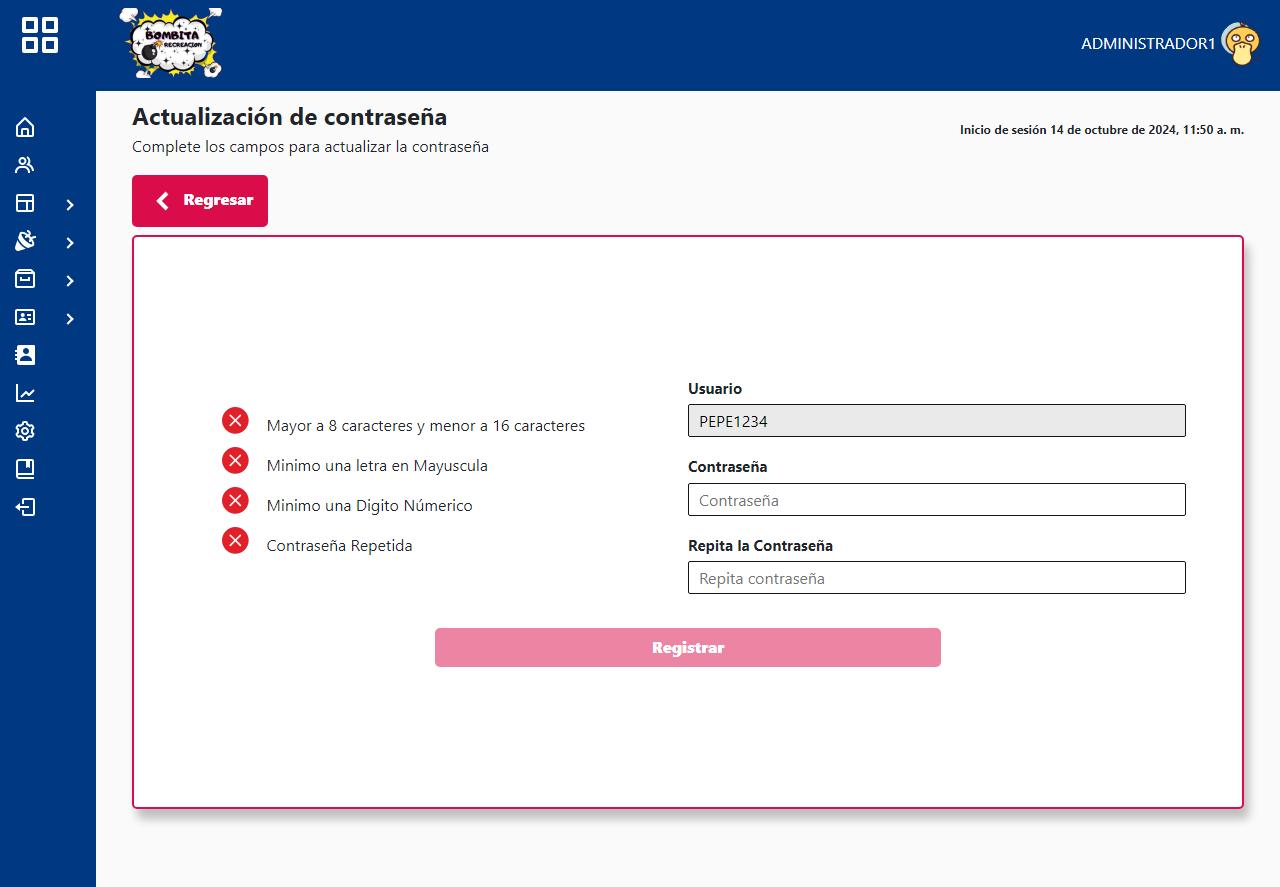 BOMBITA
RECREACION
ADMINISTRADOR1
Actualización de contraseña
Complete los campos para actualizar la contraseña
Inicio de sesión 14 de octubre de 2024, 11:50 a. m.
Regresar
Mayor a 8 caracteres y menor a 16 caracteres
Minimo una letra en Mayuscula
Minimo una Digito Númerico
Contraseña Repetida
Usuario
PEPE1234
Contraseña
Contraseña
Repita la Contraseña
Repita contraseña
Registrar